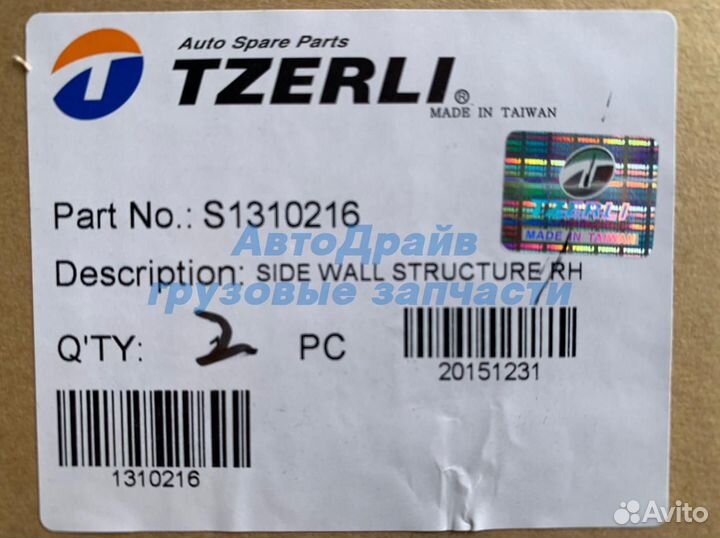 Auto Spare Parts
TZERLI®
MADE IN TAIWAN
TZERLI
MADE IN TAIWAN
Part No.: S1310216
АвтоДрайв
Description: SIDE WALL STRUCTURE RH
грузовые запчасти
Q'TY: 2 PC
20151231
1310216
Avito